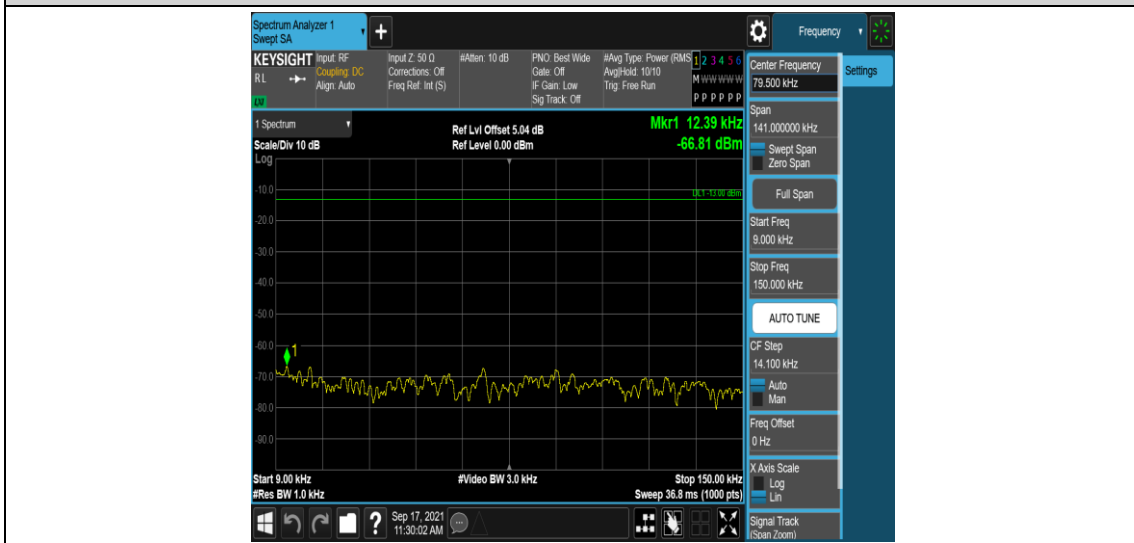 Spectrum Analyzer 1
Swept SA
+
Frequency
KEYSIGHT
RL
LXI
Input: RF
Coupling: DC
Align: Auto
Input Z: 50 Ω
Corrections: Off
Freq Ref: Int (S)
#Atten: 10 dB
PNO: Best Wide
Gate: Off
IF Gain: Low
Sig Track: Off
#Avg Type: Power (RMS
Avg|Hold: 10/10
Trig: Free Run
1 2 3 4 5 6
M W W W W W
P P P P P P
1 Spectrum
Scale/Div 10 dB
Log
Ref Lvl Offset 5.04 dB
Ref Level 0.00 dBm
Mkr1 12.39 kHz
-66.81 dBm
DL1 -13.00 dBm
-10.0
-20.0
-30.0
-40.0
-50.0
-60.0
-70.0
-80.0
-90.0
1
Start 9.00 kHz
#Res BW 1.0 kHz
#Video BW 3.0 kHz
Stop 150.00 kHz
Sweep 36.8 ms (1000 pts)
Center Frequency
79.500 kHz
Settings
Span
141.000000 kHz
Swept Span
Zero Span
Full Span
Start Freq
9.000 kHz
Stop Freq
150.000 kHz
AUTO TUNE
CF Step
14.100 kHz
Auto
Man
Freq Offset
0 Hz
X Axis Scale
Log
Lin
Signal Track
(Span Zoom)
?
Sep 17, 2021
11:30:02 AM